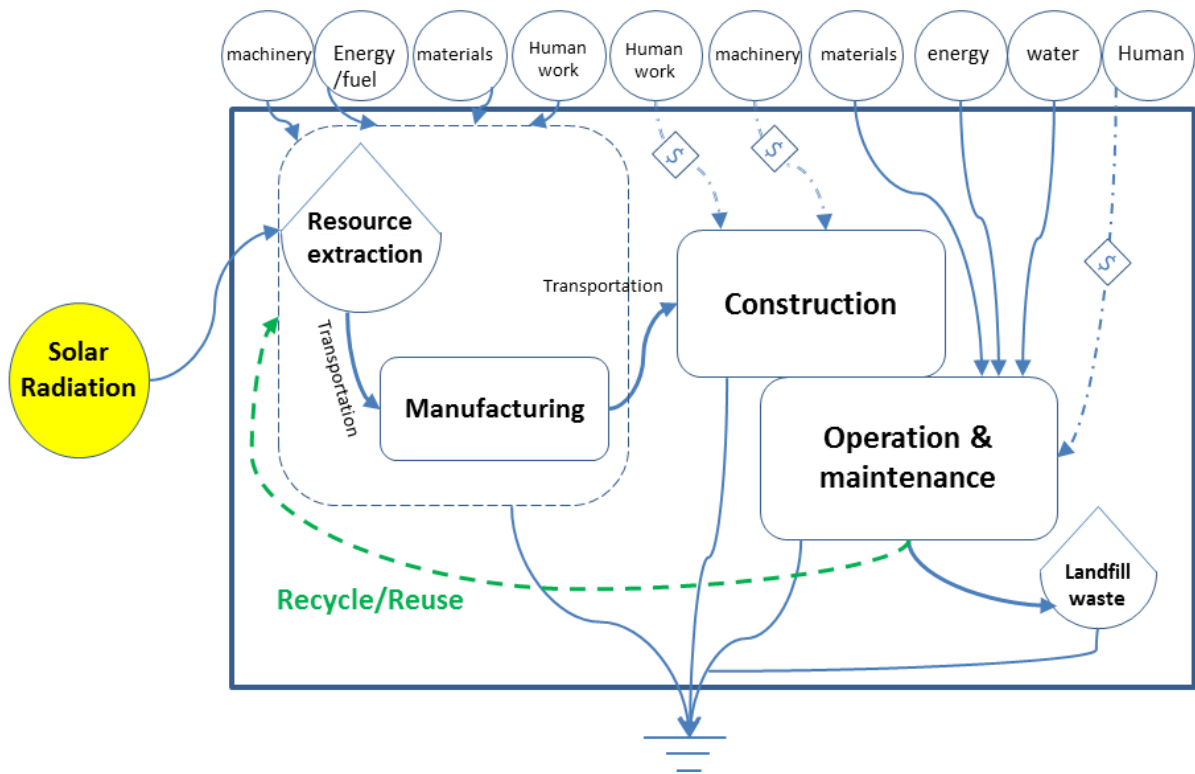 machinery
Energy
/fuel
materials
Human
work
Human
work
machinery
materials
energy
water
Human
$
$
$
Resource
extraction
Transportation
Manufacturing
Transportation
Construction
Operation &
maintenance
Solar
Radiation
Recycle/Reuse
Landfill
waste